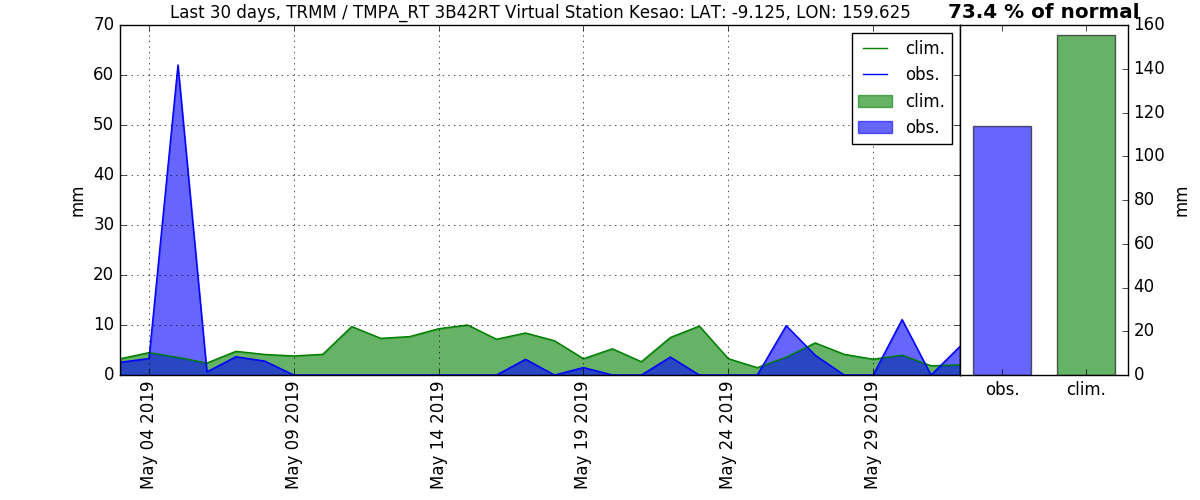 Last 30 days, TRMM / TMPA_RT 3B42RT Virtual Station Kesao: LAT: -9.125, LON: 159.625
73.4 % of normal
70
60
50
40
30
20
10
0
mm
clim.
obs.
clim.
obs.
May 04 2019
May 09 2019
May 14 2019
May 19 2019
May 24 2019
May 29 2019
160
140
120
100
80
60
40
20
0
mm
obs.
clim.